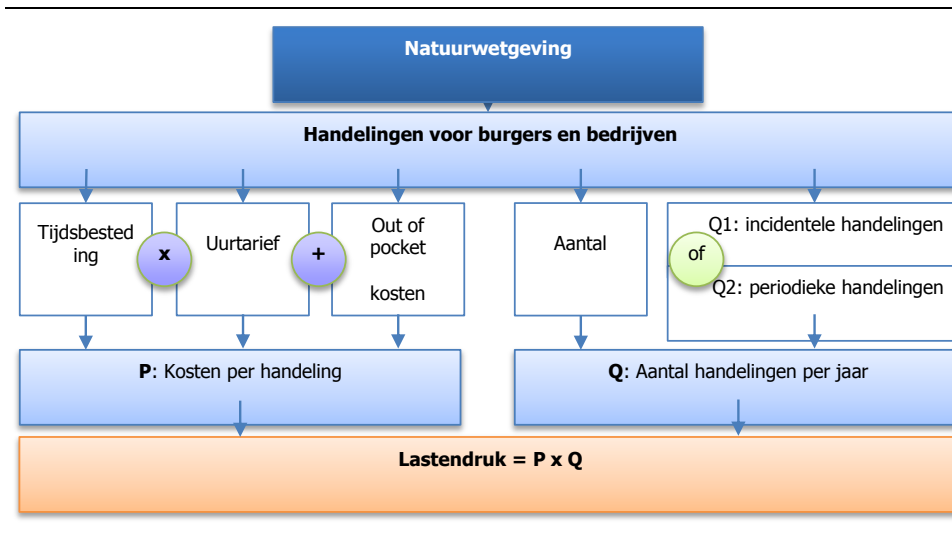 Natuurwetgeving
Handelingen voor burgers en bedrijven
Tijdsbested
ing
x
Uurtarief
+
Out of
pocket
kosten
Aantal
of
Q1: incidentele handelingen
Q2: periodieke handelingen
P: Kosten per handeling
Q: Aantal handelingen per jaar
Lastendruk = P x Q